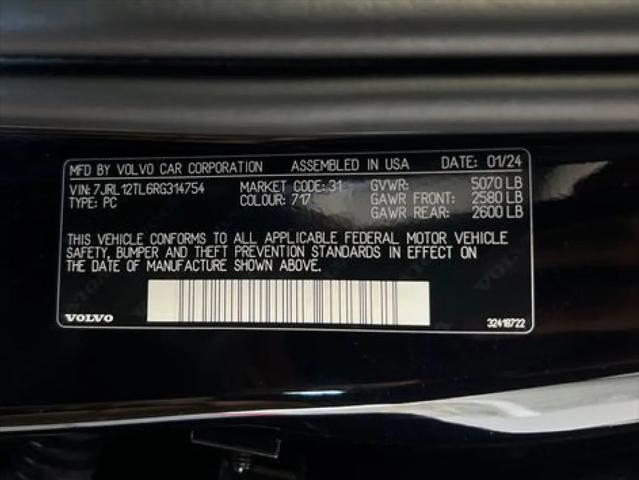 MFD BY VOLVO CAR CORPORATION ASSEMBLED IN USA DATE: 01/24
VIN: 7JRL12TL6RG314754 MARKET CODE: 31 GVWR: 5070 LB
TYPE: PC COLOUR: 717 GAWR FRONT: 2580 LB
GAWR REAR: 2600 LB
THIS VEHICLE CONFORMS TO ALL APPLICABLE FEDERAL MOTOR VEHICLE
SAFETY, BUMPER AND THEFT PREVENTION STANDARDS IN EFFECT ON
THE DATE OF MANUFACTURE SHOWN ABOVE.
VOLVO 32418722